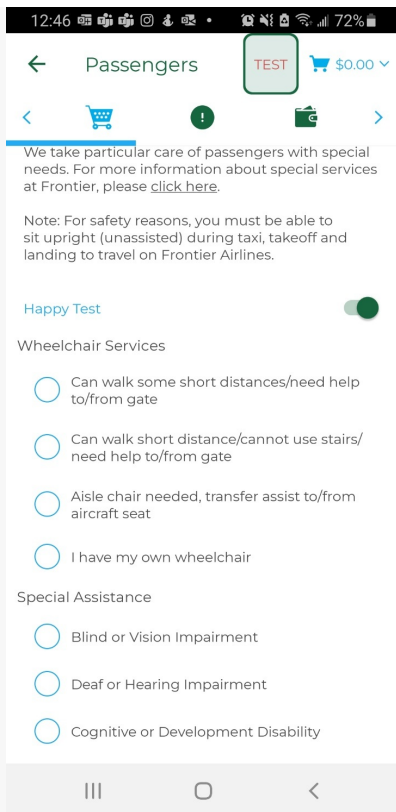 12:46
72%
Passengers
TEST
$0.00
We take particular care of passengers with special
needs. For more information about special services
at Frontier, please click here.
Note: For safety reasons, you must be able to
sit upright (unassisted) during taxi, takeoff and
landing to travel on Frontier Airlines.
Happy Test
Wheelchair Services
Can walk some short distances/need help
to/from gate
Can walk short distance/cannot use stairs/
need help to/from gate
Aisle chair needed, transfer assist to/from
aircraft seat
I have my own wheelchair
Special Assistance
Blind or Vision Impairment
Deaf or Hearing Impairment
Cognitive or Development Disability